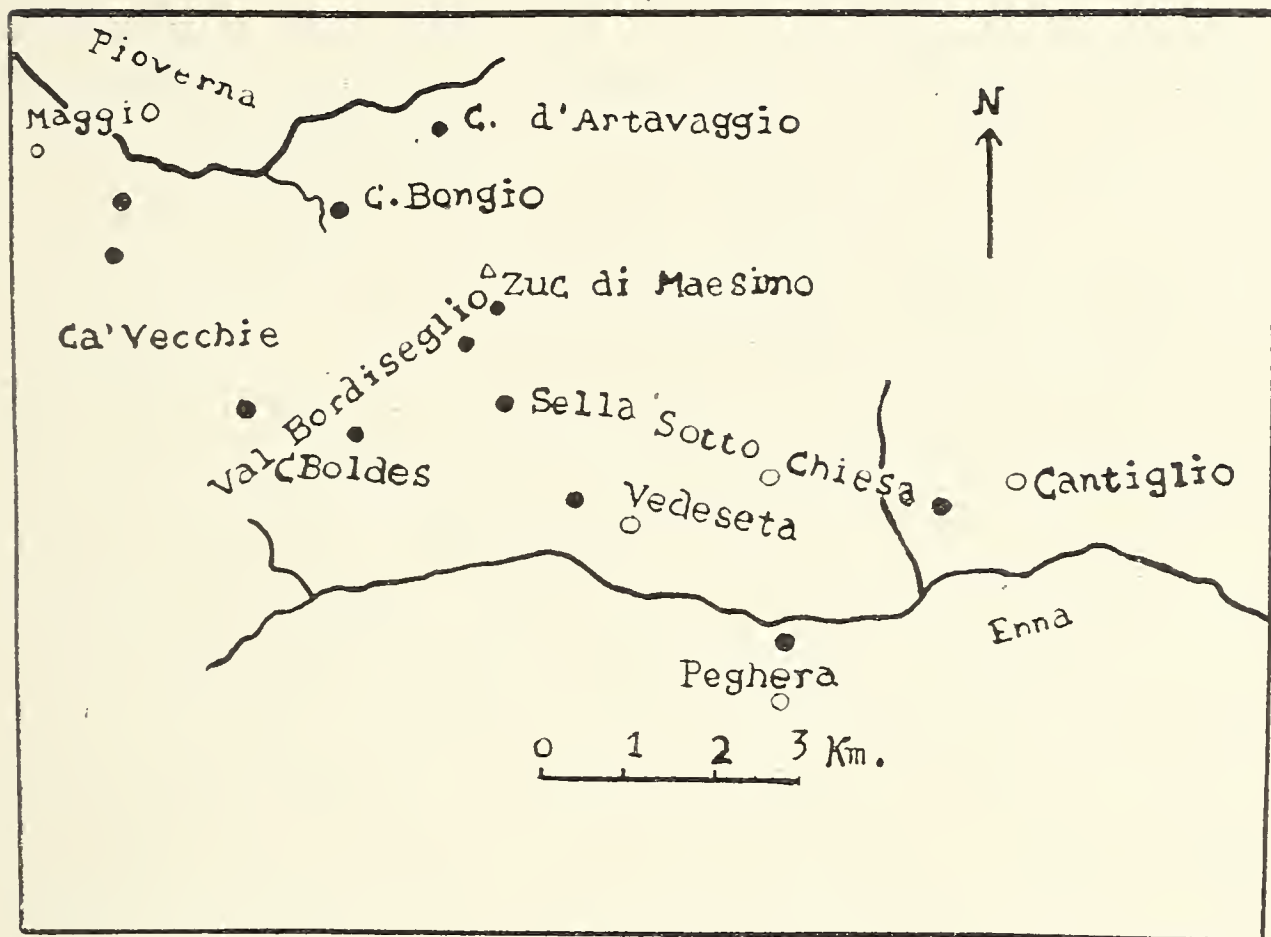 Pioverna
Maggio
N
C. d'Artavaggio
C. Bongio
Zuc di Maesimo
Ca' Vecchie
Val Bordiseglio
Sella
Sotto Chiesa
C Boldes
Cantiglio
Vedeseta
Enna
Peghera
0 1 2 3 Km.